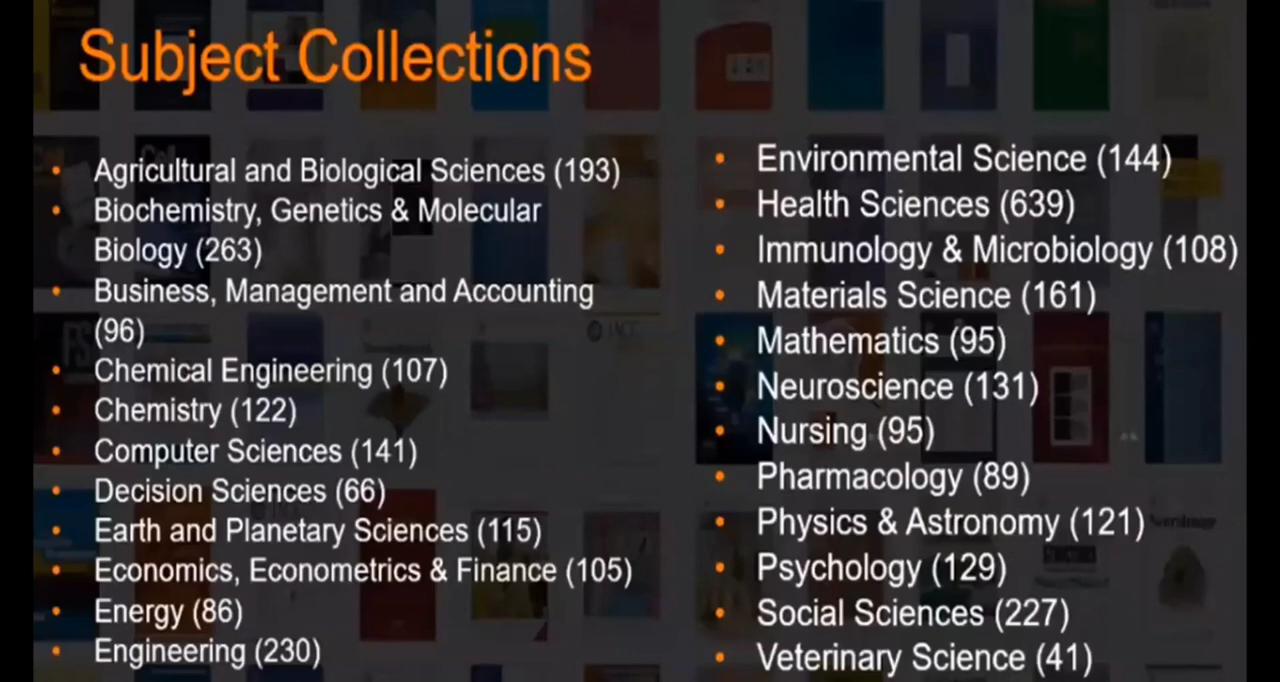 Subject Collections
• Agricultural and Biological Sciences (193)
• Biochemistry, Genetics & Molecular
Biology (263)
• Business, Management and Accounting
(96)
• Chemical Engineering (107)
• Chemistry (122)
• Computer Sciences (141)
• Decision Sciences (66)
• Earth and Planetary Sciences (115)
• Economics, Econometrics & Finance (105)
• Energy (86)
• Engineering (230)
• Environmental Science (144)
• Health Sciences (639)
• Immunology & Microbiology (108)
• Materials Science (161)
• Mathematics (95)
• Neuroscience (131)
• Nursing (95)
• Pharmacology (89)
• Physics & Astronomy (121)
• Psychology (129)
• Social Sciences (227)
• Veterinary Science (41)